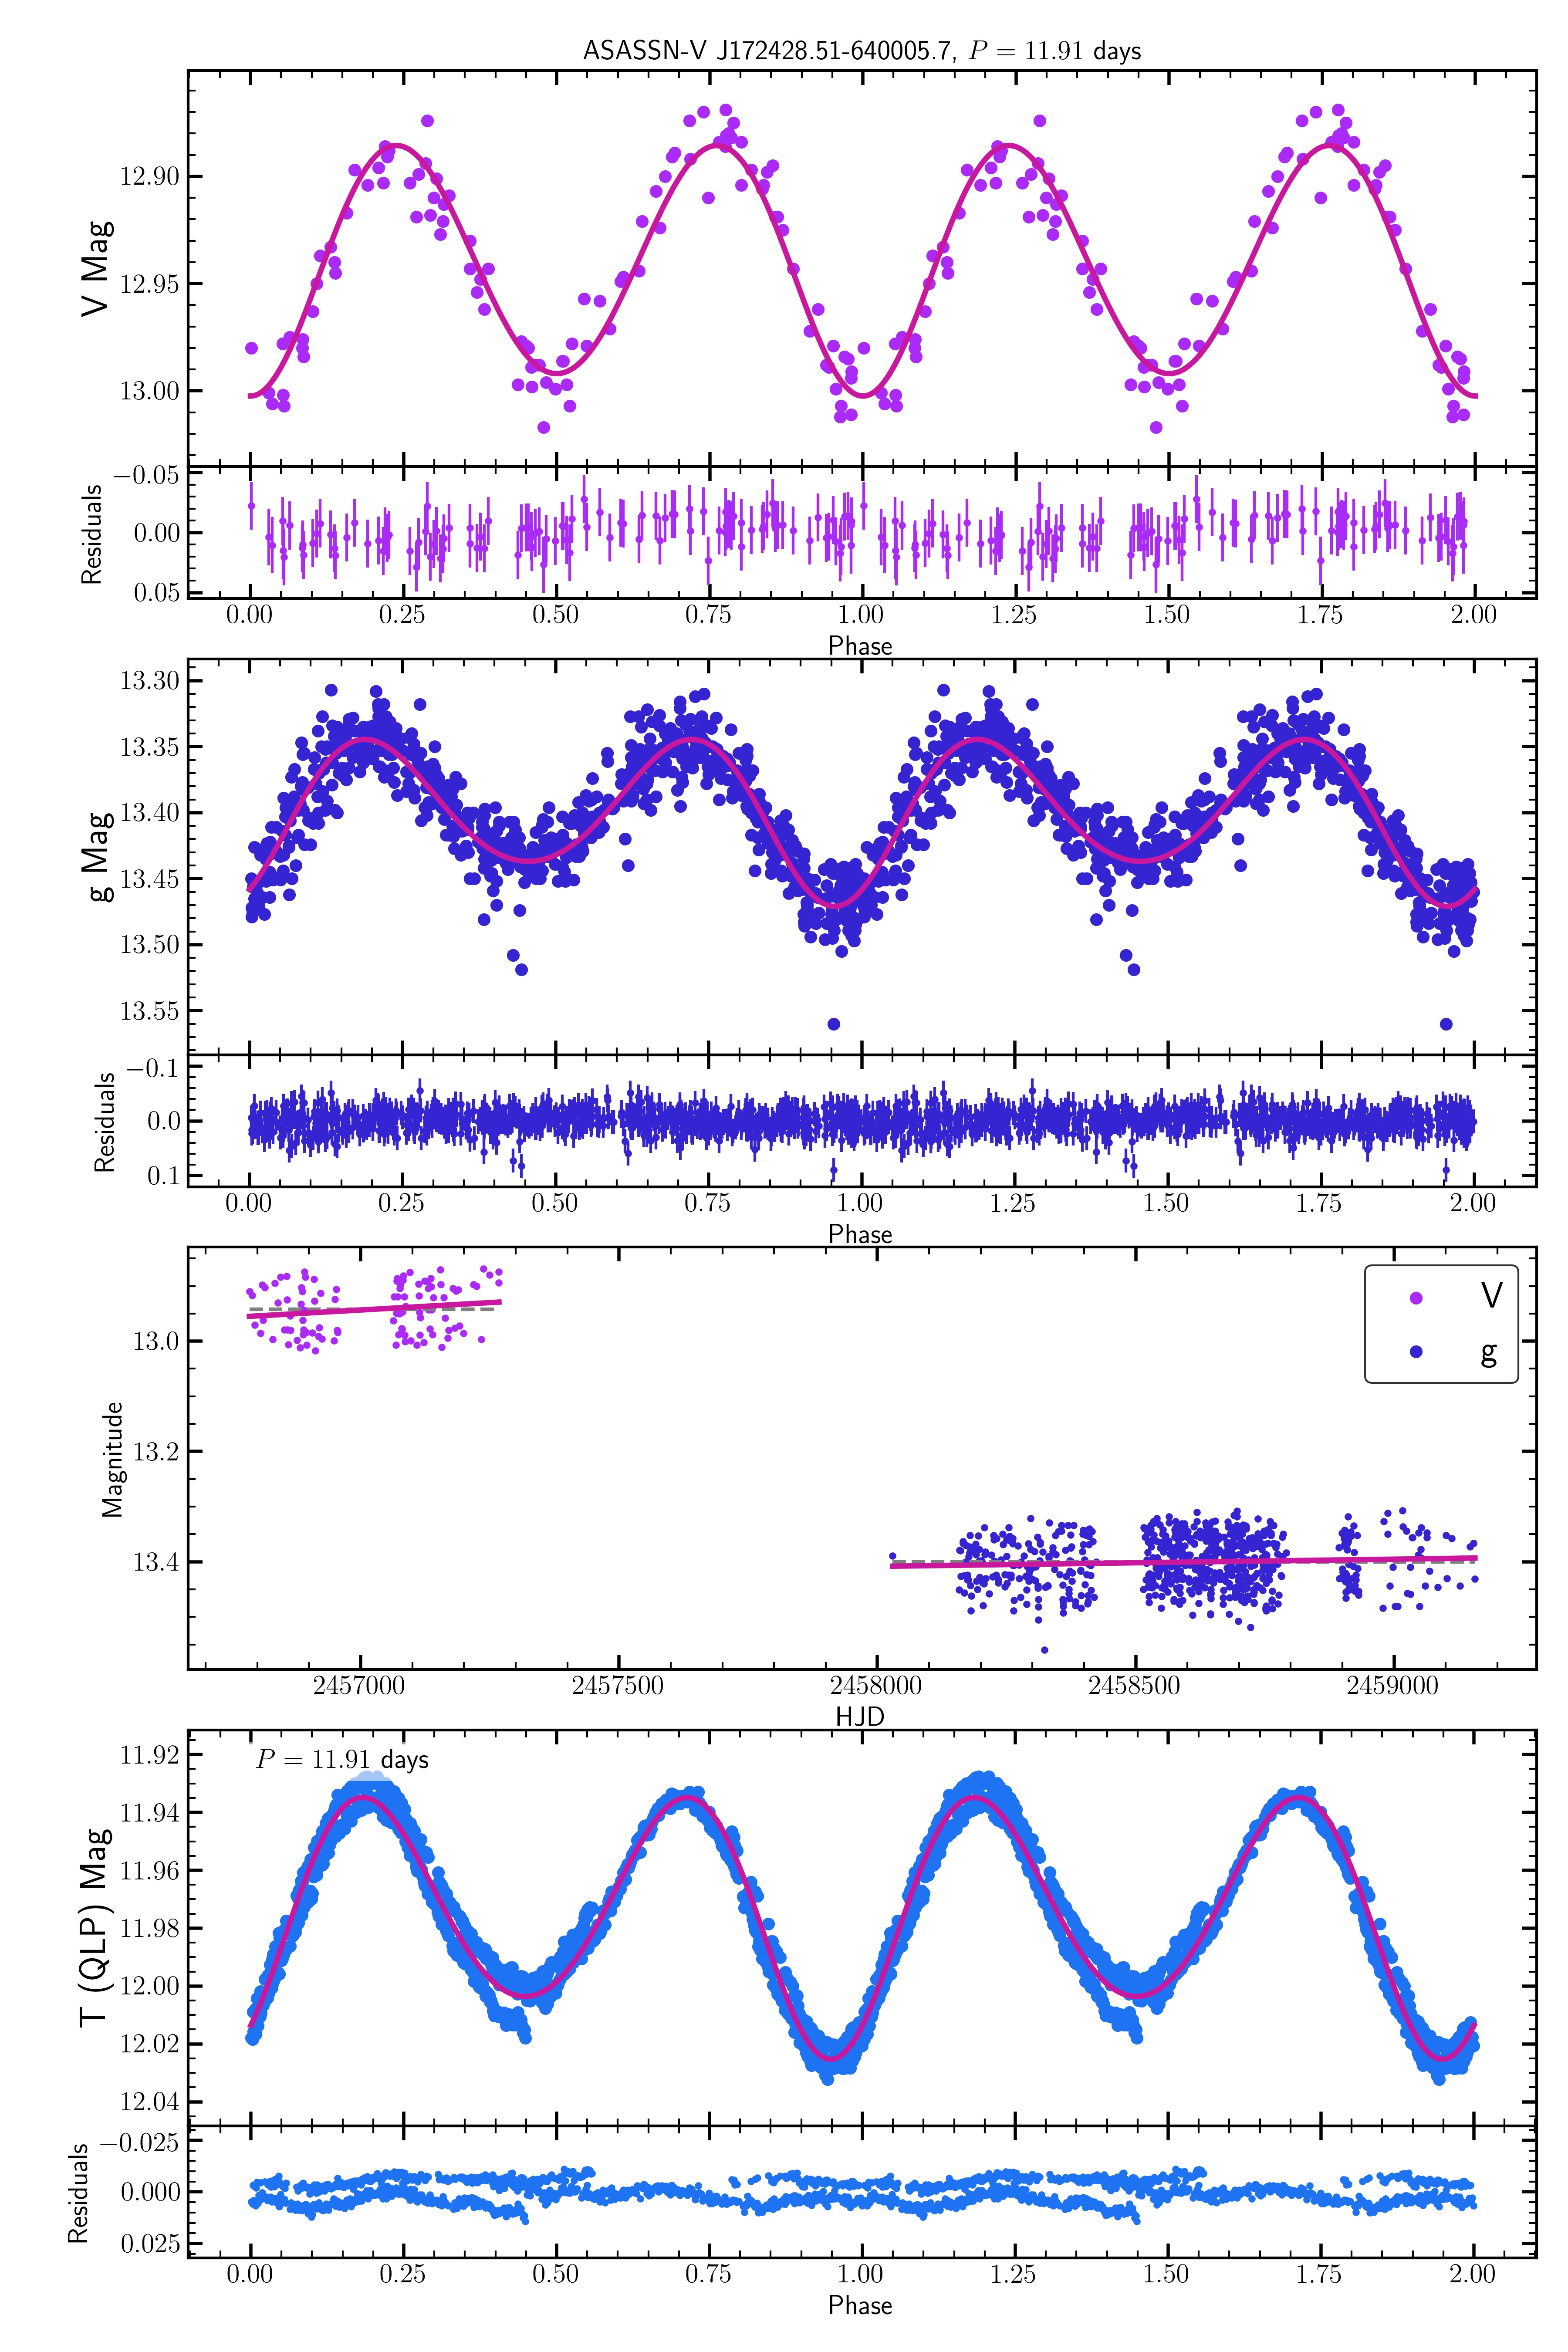 ASASSN-V J172428.51-640005.7, P = 11.91 days
V Mag
12.90
12.95
13.00
Residuals
−0.05
0.00
0.05
0.00 0.25 0.50 0.75 1.00 1.25 1.50 1.75 2.00
Phase
g Mag
13.30
13.35
13.40
13.45
13.50
13.55
Residuals
−0.1
0.0
0.1
0.00 0.25 0.50 0.75 1.00 1.25 1.50 1.75 2.00
Phase
Magnitude
13.0
13.2
13.4
V
g
2457000 2457500 2458000 2458500 2459000
HJD
P = 11.91 days
T (QLP) Mag
11.92
11.94
11.96
11.98
12.00
12.02
12.04
Residuals
−0.025
0.000
0.025
0.00 0.25 0.50 0.75 1.00 1.25 1.50 1.75 2.00
Phase